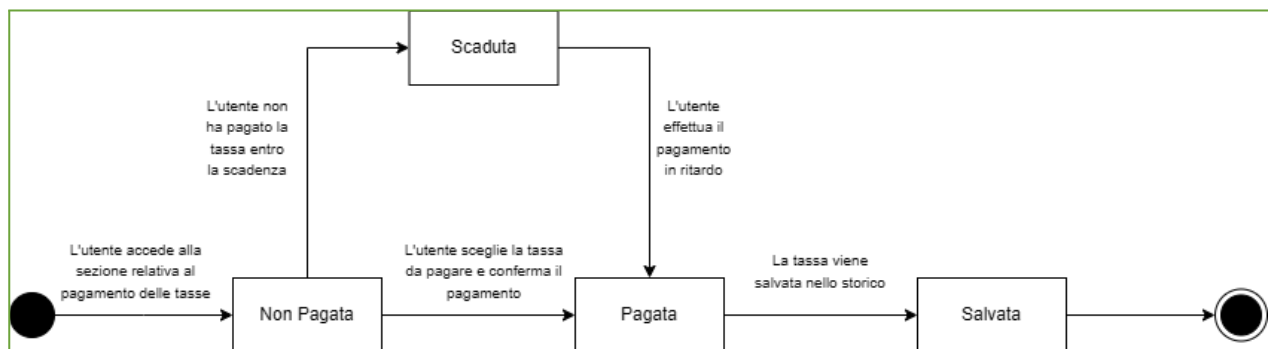 Scaduta
L'utente non
ha pagato la
tassa entro
la scadenza
L'utente
effettua il
pagamento
in ritardo
L'utente accede alla
sezione relativa al
pagamento delle tasse
L'utente sceglie la tassa
da pagare e conferma il
pagamento
La tassa viene
salvata nello storico
Non Pagata
Pagata
Salvata